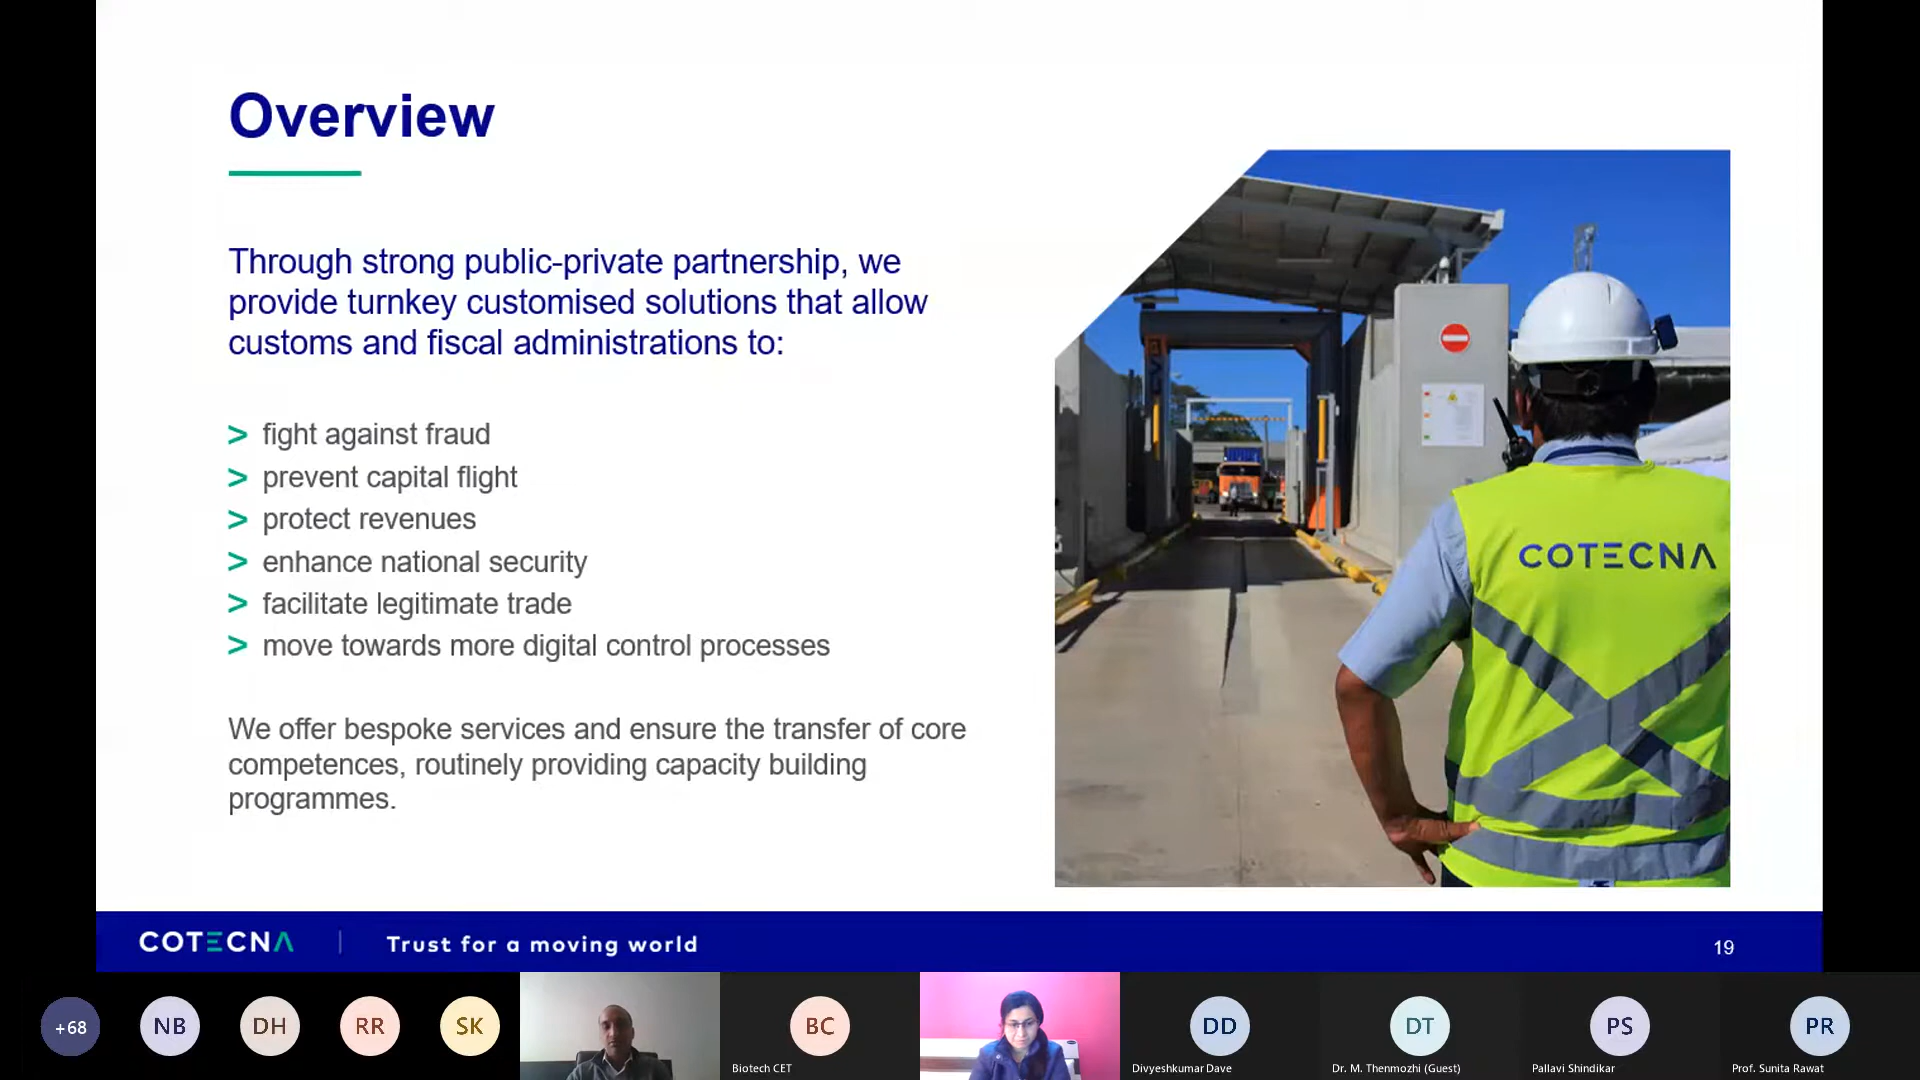 Overview
Through strong public-private partnership, we
provide turnkey customised solutions that allow
customs and fiscal administrations to:
> fight against fraud
> prevent capital flight
> protect revenues
> enhance national security
> facilitate legitimate trade
> move towards more digital control processes
We offer bespoke services and ensure the transfer of core
competences, routinely providing capacity building
programmes.
COTECNA
COTECNA | Trust for a moving world
19
+68
NB
DH
RR
SK
BC
Biotech CET
DD
Divyeshkumar Dave
DT
Dr. M. Thenmozhi (Guest)
PS
Pallavi Shindikar
PR
Prof. Sunita Rawat